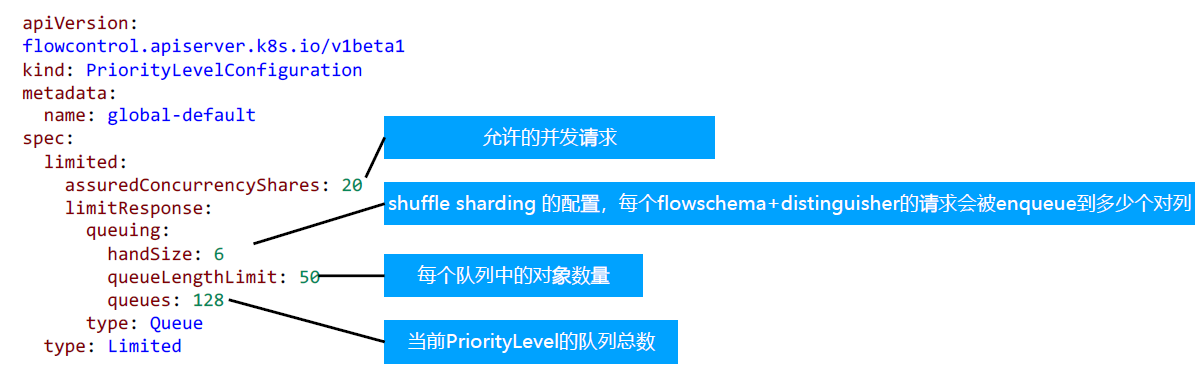 apiVersion:
flowcontrol.apiserver.k8s.io/v1beta1
kind: PriorityLevelConfiguration
metadata:
  name: global-default
spec:
  limited:
    assuredConcurrencyShares: 20
允许的并发请求
    limitResponse:
shuffle sharding 的配置，每个flowschema+distinguisher的请求会被enqueue到多少个对列
      queuing:
        handSize: 6
        queueLengthLimit: 50
每个队列中的对象数量
        queues: 128
      type: Queue
当前PriorityLevel的队列总数
  type: Limited